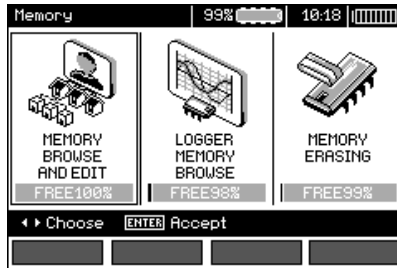 Memory 99% 10:18
MEMORY
BROWSE
AND EDIT
FREE100%
LOGGER
MEMORY
BROWSE
FREE98%
MEMORY
ERASING
FREE99%
Choose ENTER Accept